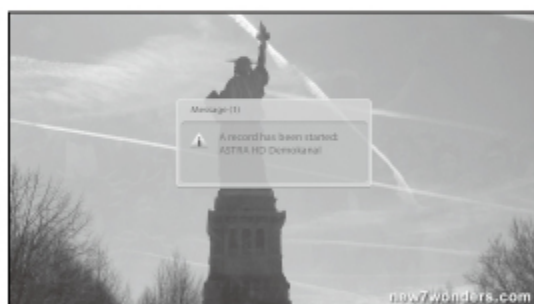 Message (1)
A record has been started:
ASTRA HD Demokanal
new7wonders.com